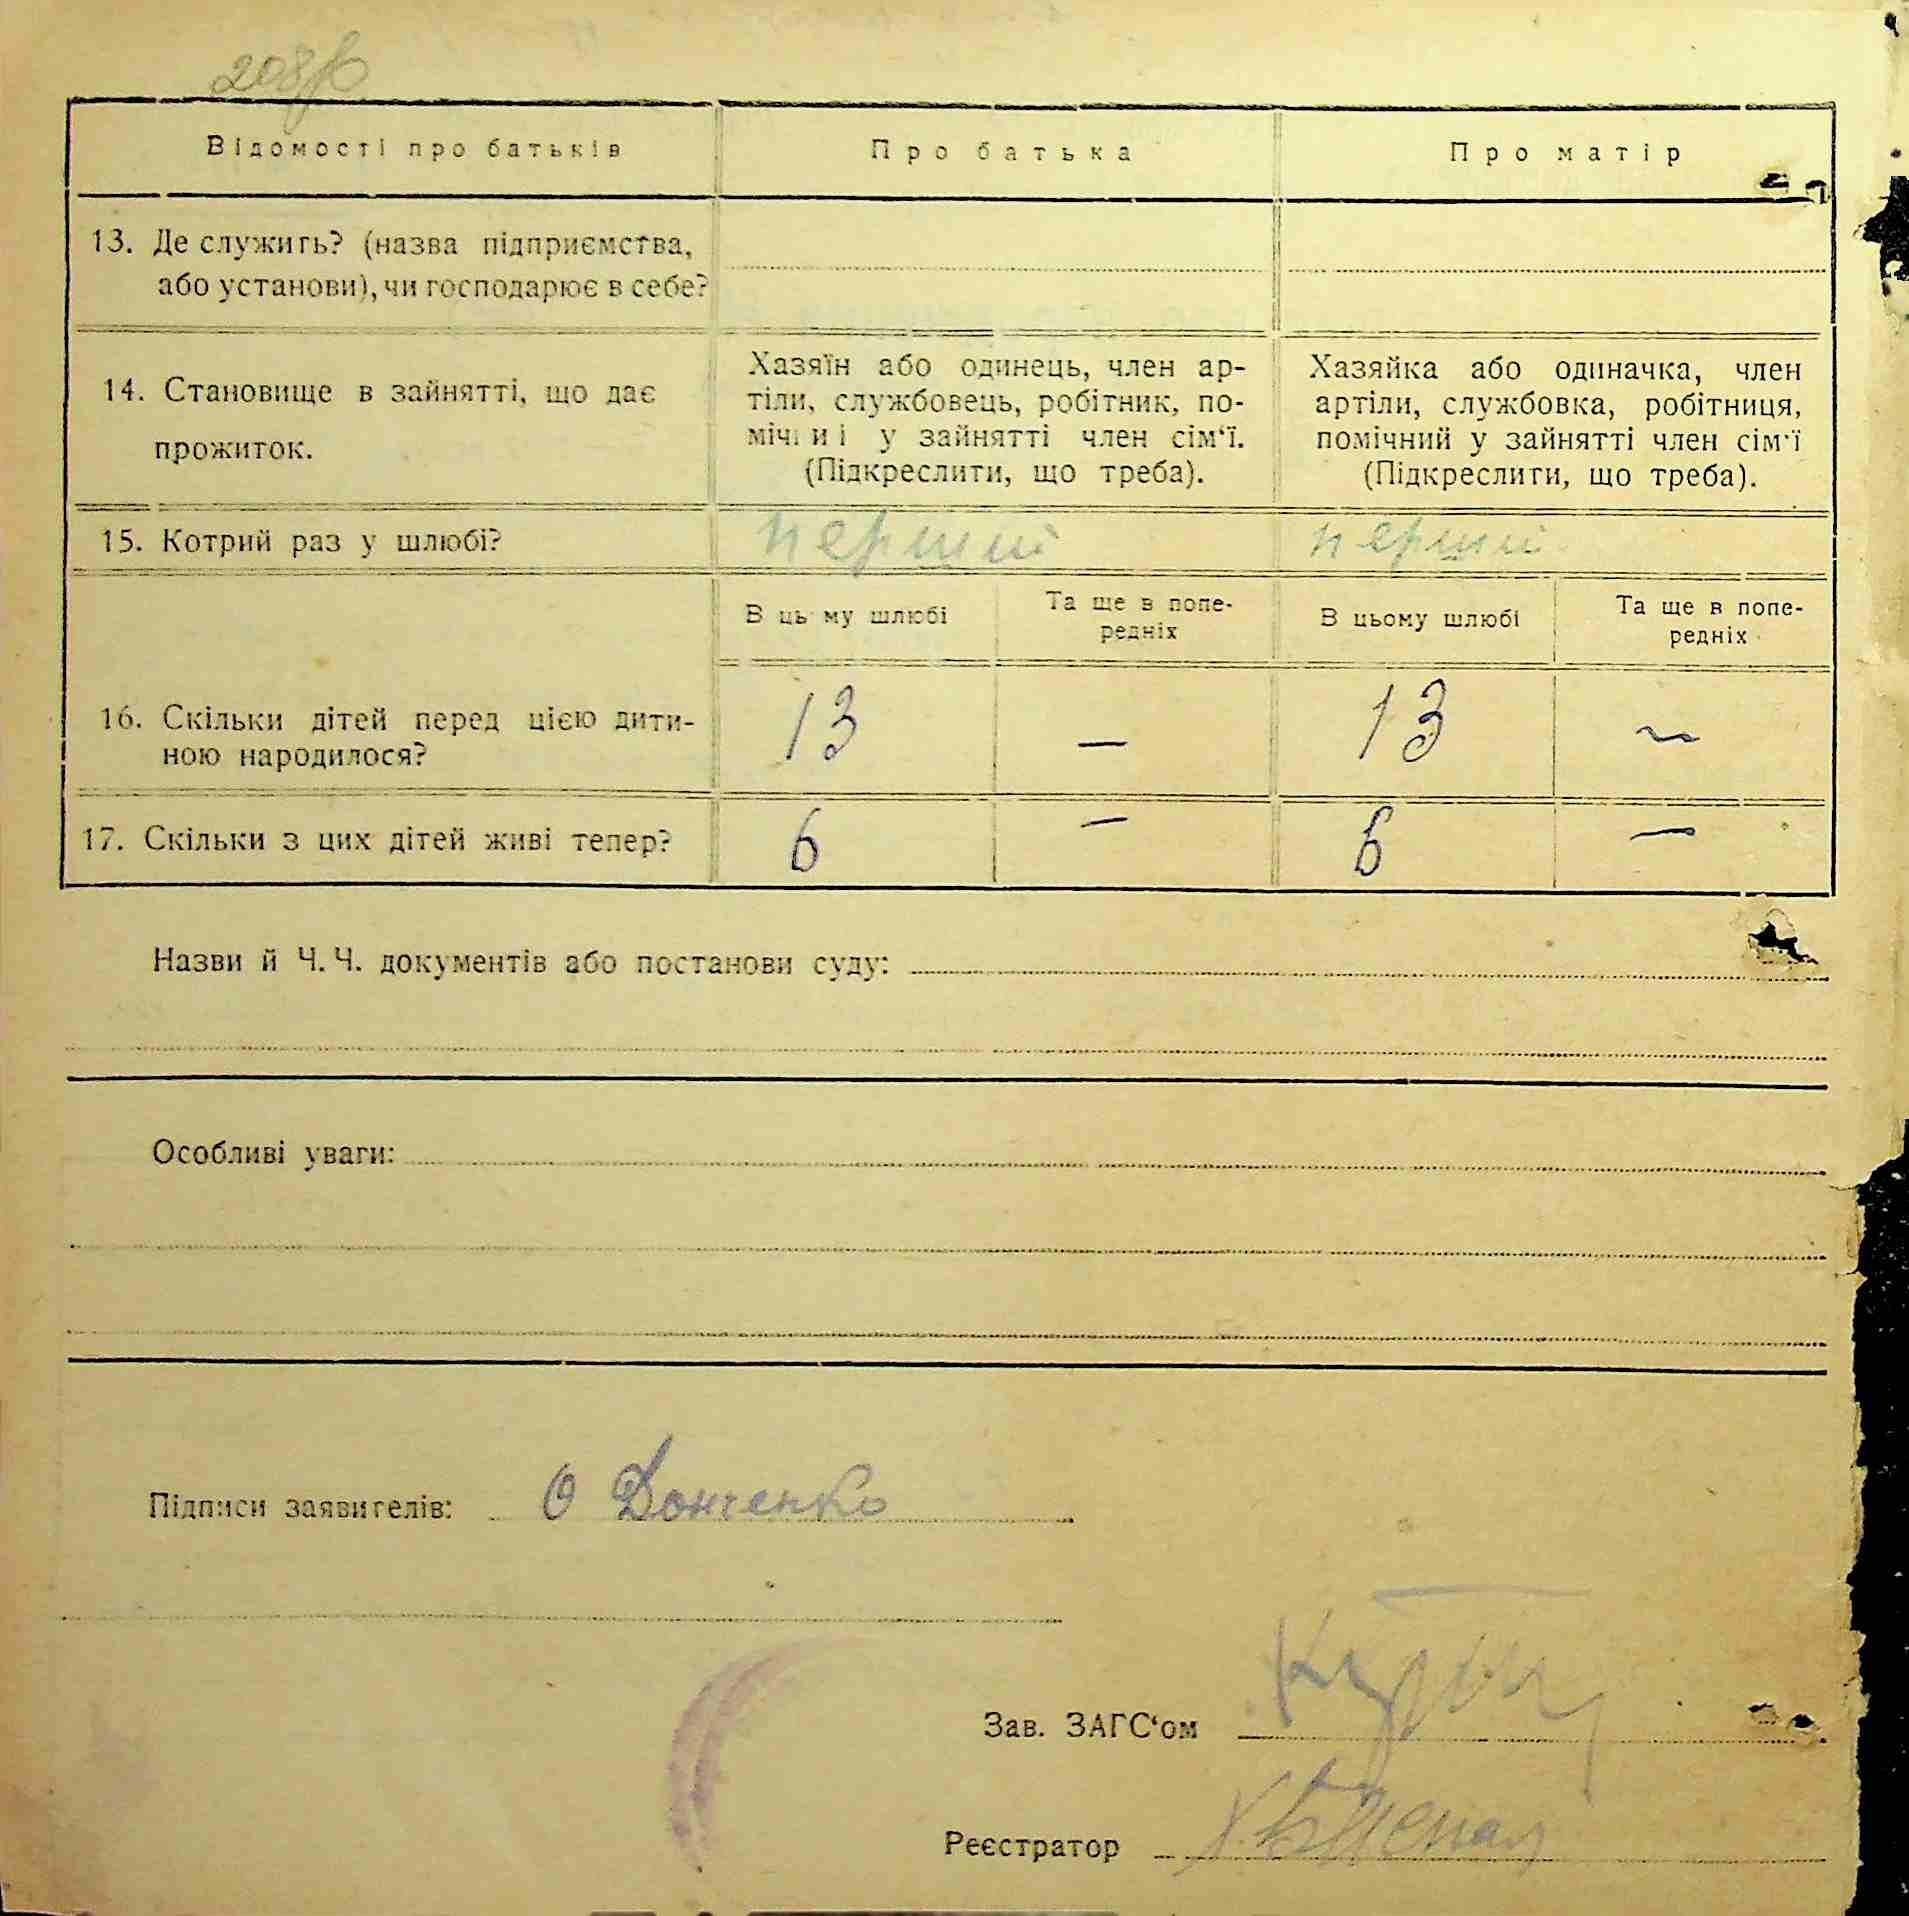 Відомості про батьків
Про батька
Про матір
13. Де служить? (назва підприємства,
або установи), чи господарює в себе?
14. Становище в зайнятті, що дає
прожиток.
Хазяїн або одинець, член ар-
тіли, службовець, робітник, по-
міч и і у зайнятті член сім‘ї.
(Підкреслити, що треба).
Хазяйка або одиначка, член
артіли, службовка, робітниця,
помічний у зайнятті член сім‘ї
(Підкреслити, що треба).
15. Котрий раз у шлюбі?
перший
перший
В ць му шлюбі
Та ще в попе-
редніх
В цьому шлюбі
Та ще в попе-
редніх
16. Скільки дітей перед цією дити-
ною народилося?
13
—
13
—
17. Скільки з цих дітей живі тепер?
6
—
6
—
Назви й Ч. Ч. документів або постанови суду:
Особливі уваги:
Підписи заявителів: О Донченко
Зав. ЗАГС‘ом
Реєстратор